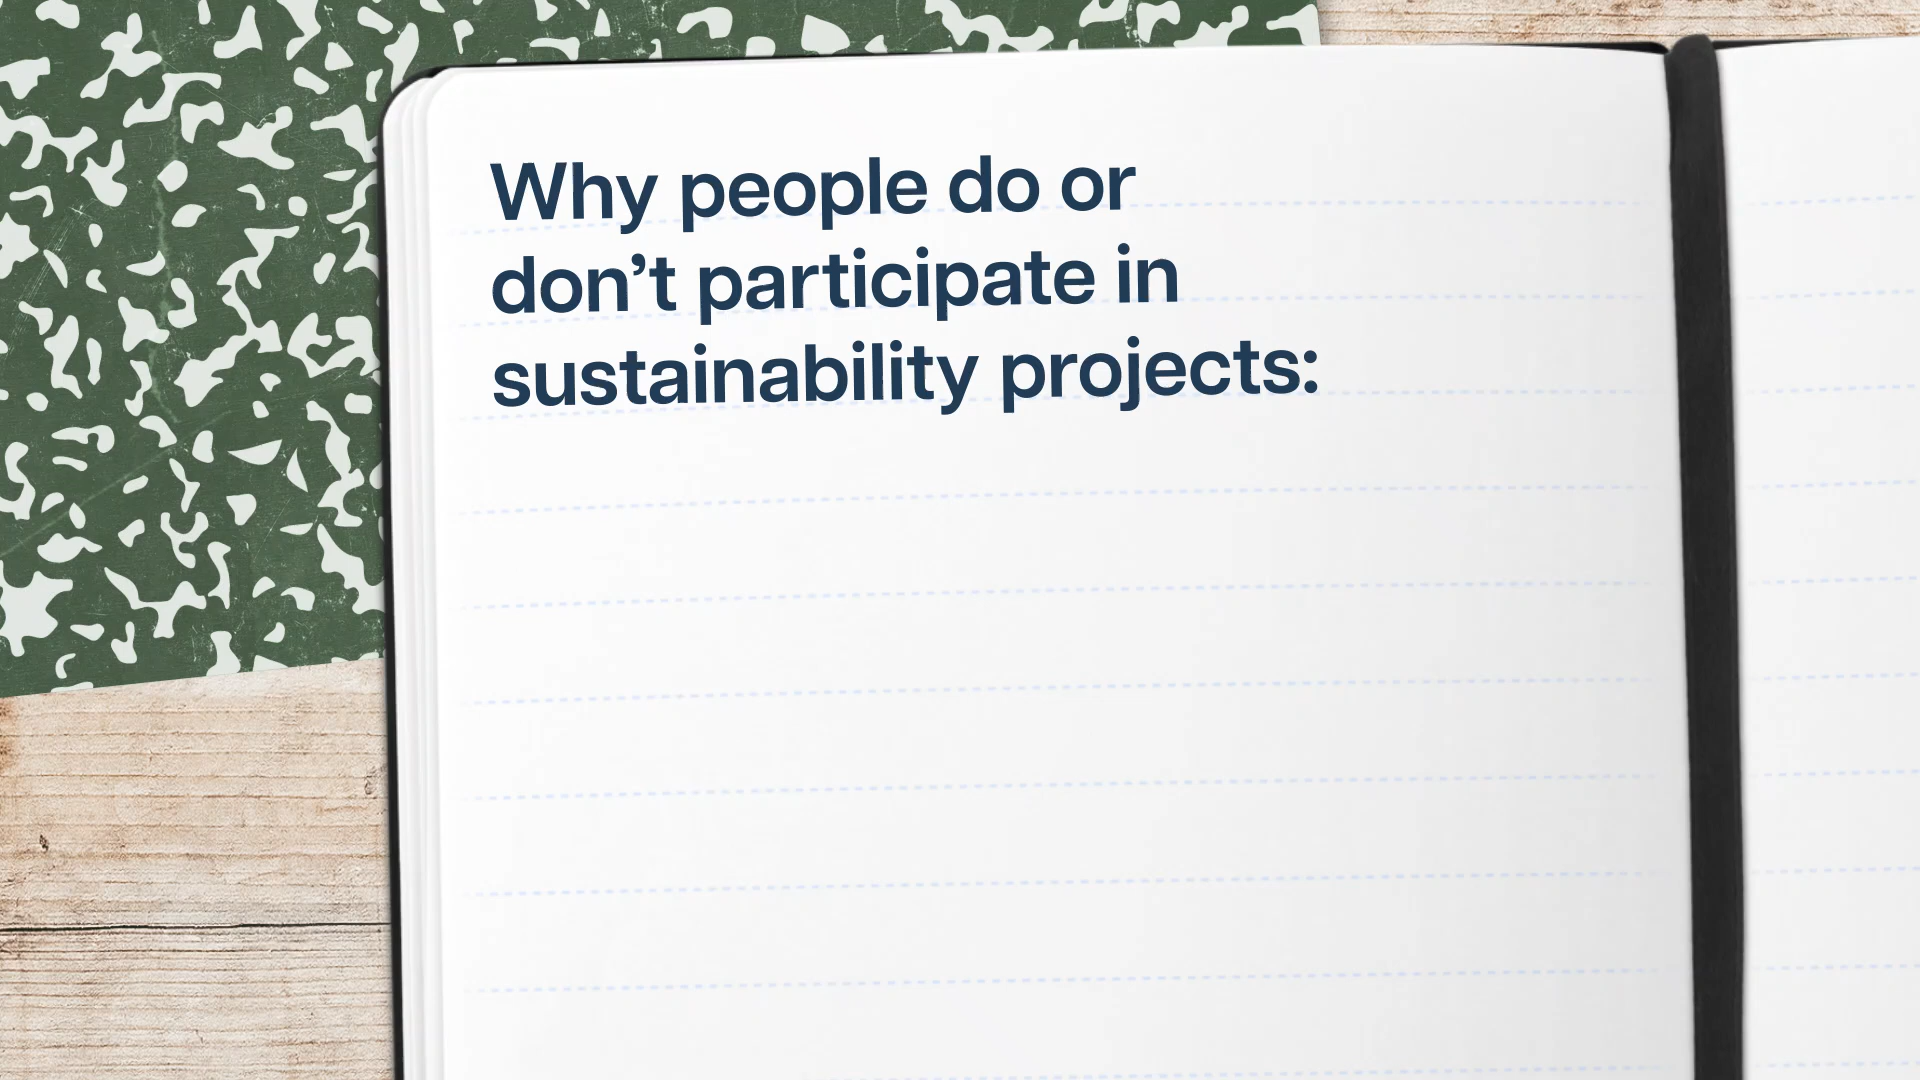 Why people do or
don’t participate in
sustainability projects: